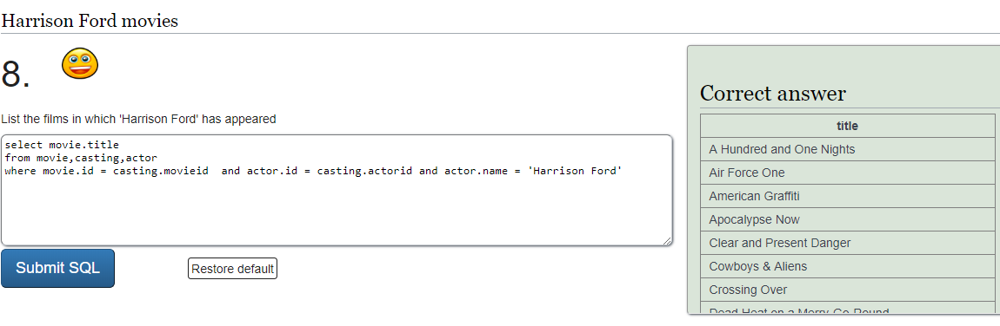 Harrison Ford movies
8.
List the films in which 'Harrison Ford' has appeared
select movie.title
from movie,casting,actor
where movie.id = casting.movieid  and actor.id = casting.actorid and actor.name = 'Harrison Ford'
Submit SQL
Restore default
Correct answer
title
A Hundred and One Nights
Air Force One
American Graffiti
Apocalypse Now
Clear and Present Danger
Cowboys & Aliens
Crossing Over
Dead Heat on a Merry-Go-Round